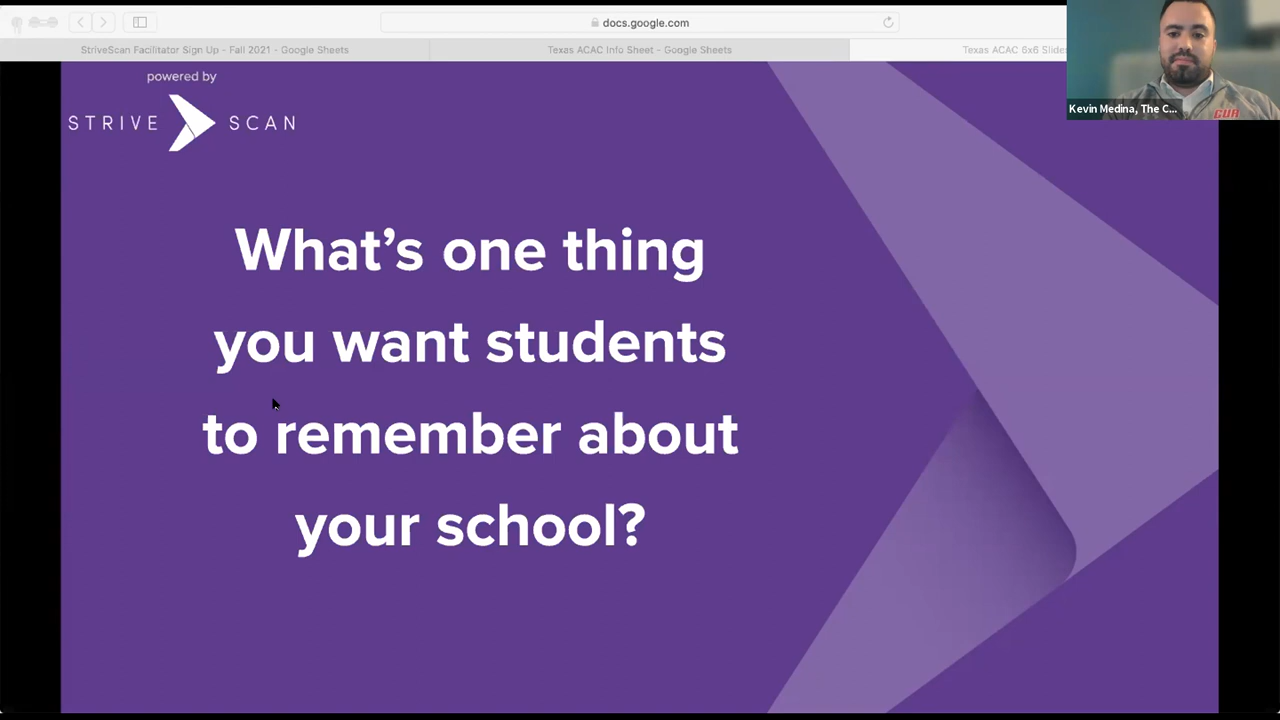 docs.google.com
StriveScan Facilitator Sign Up - Fall 2021 - Google Sheets
Texas ACAC Info Sheet - Google Sheets
Texas ACAC 6x6 Slides
Kevin Medina, The C...
CUA
powered by
STRIVE SCAN
What's one thing
you want students
to remember about
your school?